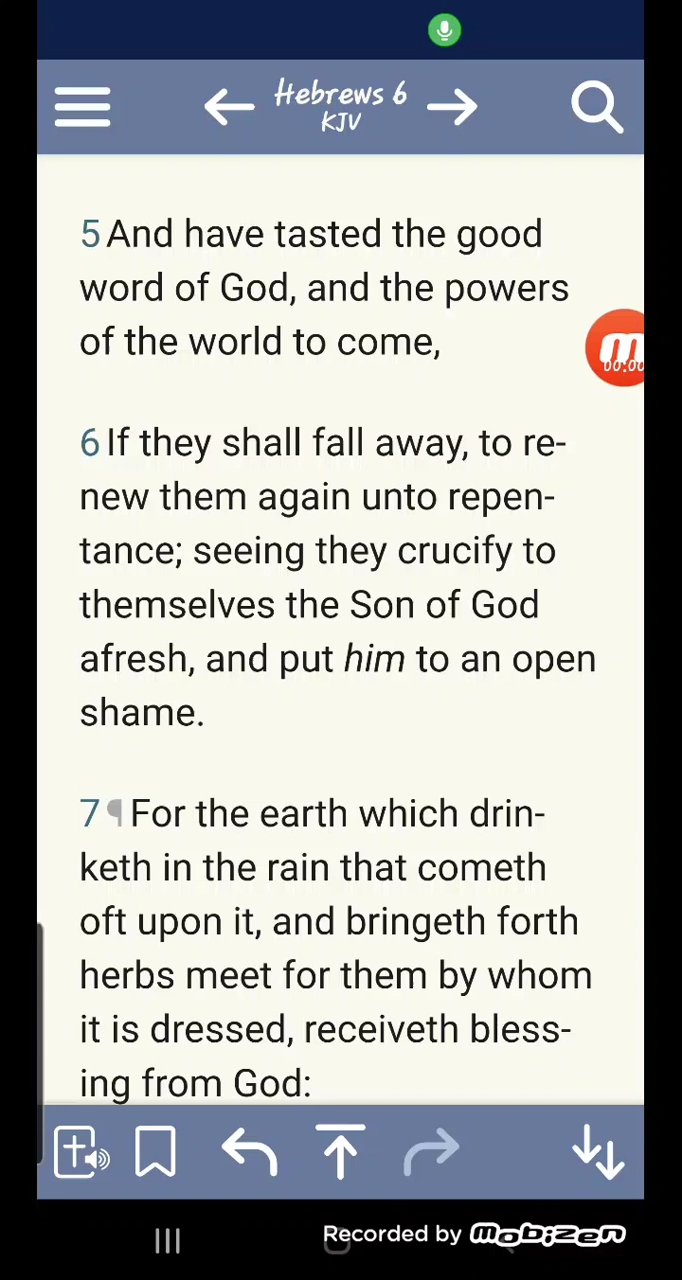 Hebrews 6
KJV
5 And have tasted the good
word of God, and the powers
of the world to come,
6 If they shall fall away, to re-
new them again unto repen-
tance; seeing they crucify to
themselves the Son of God
afresh, and put him to an open
shame.
7 ¶ For the earth which drin-
keth in the rain that cometh
oft upon it, and bringeth forth
herbs meet for them by whom
it is dressed, receiveth bless-
ing from God:
m
00:00
Recorded by Mobizen